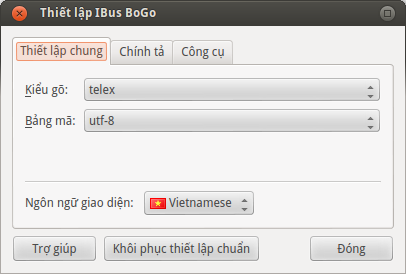 Thiết lập IBus BoGo
Thiết lập chung Chính tả Công cụ
Kiểu gõ: telex
Bảng mã: utf-8
Ngôn ngữ giao diện: Vietnamese
Trợ giúp Khôi phục thiết lập chuẩn Đóng